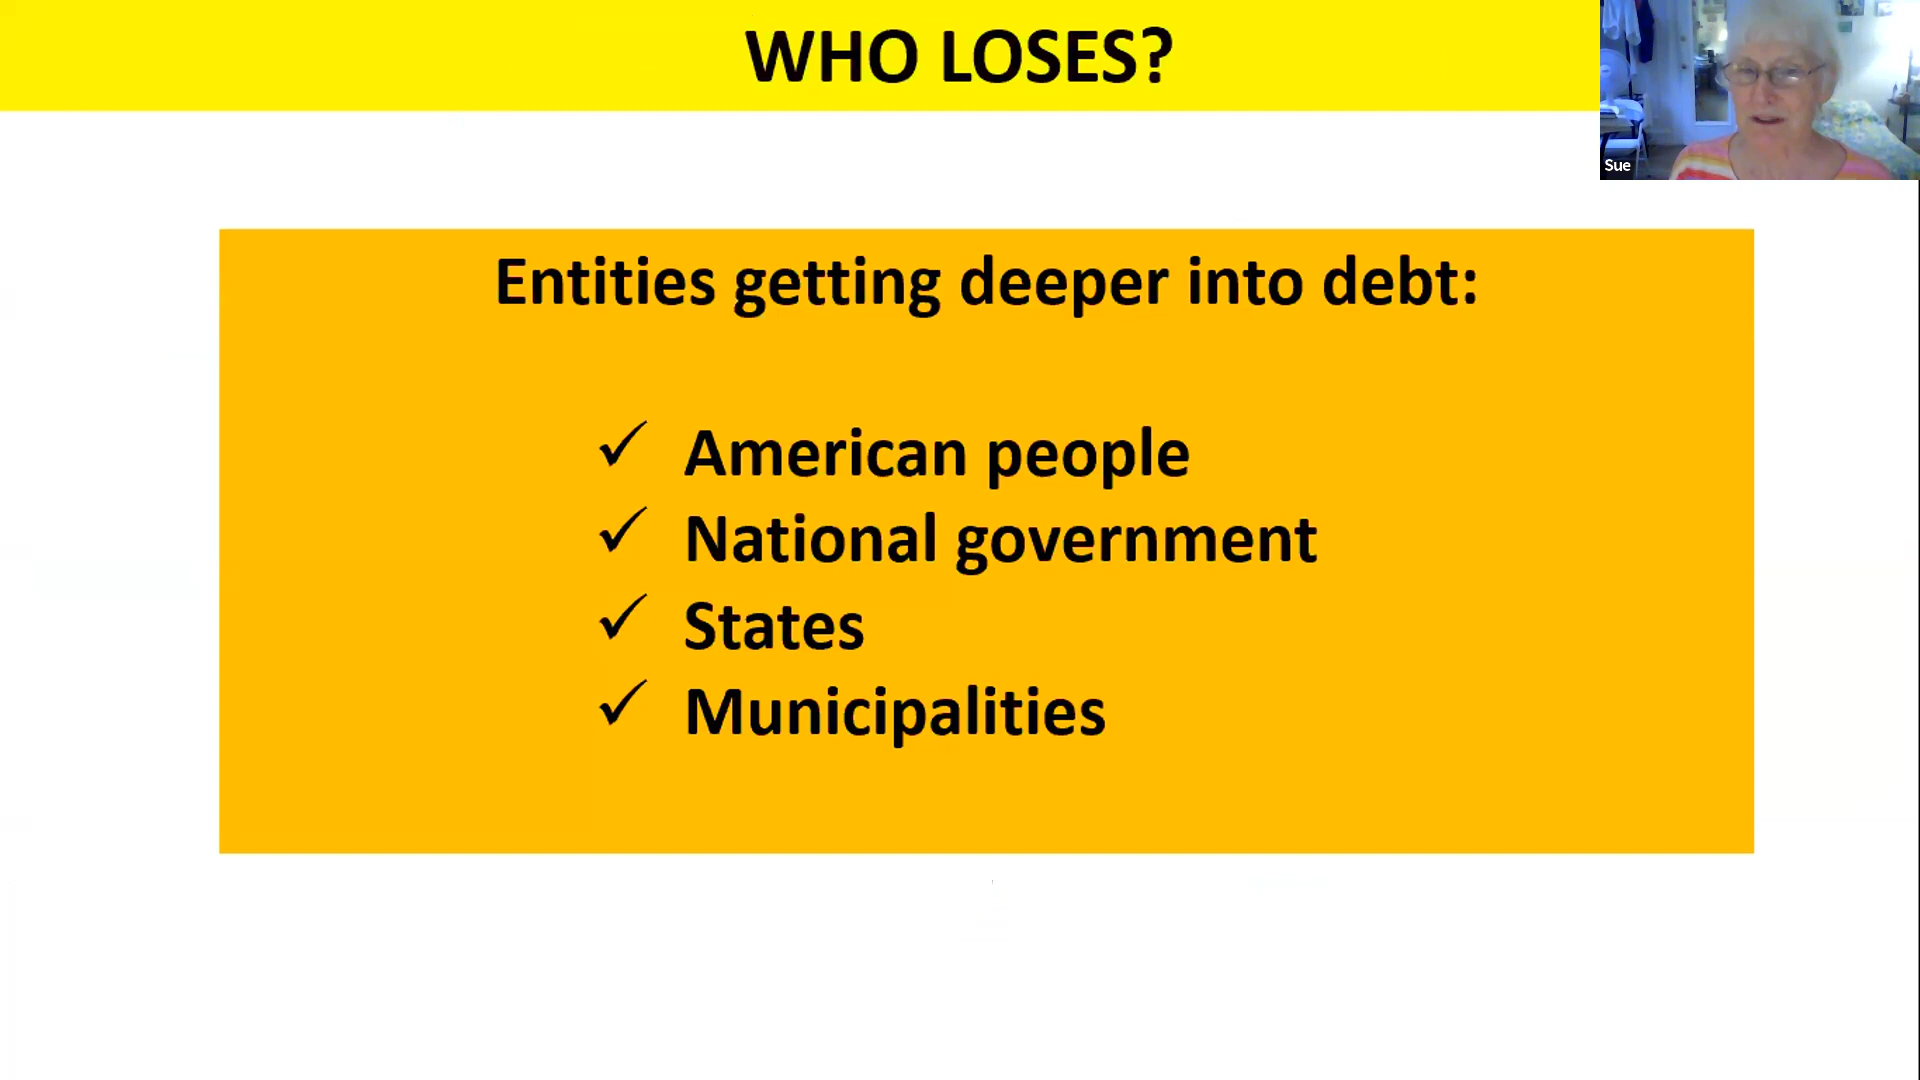 WHO LOSES?
Sue
Entities getting deeper into debt:
✓ American people
✓ National government
✓ States
✓ Municipalities